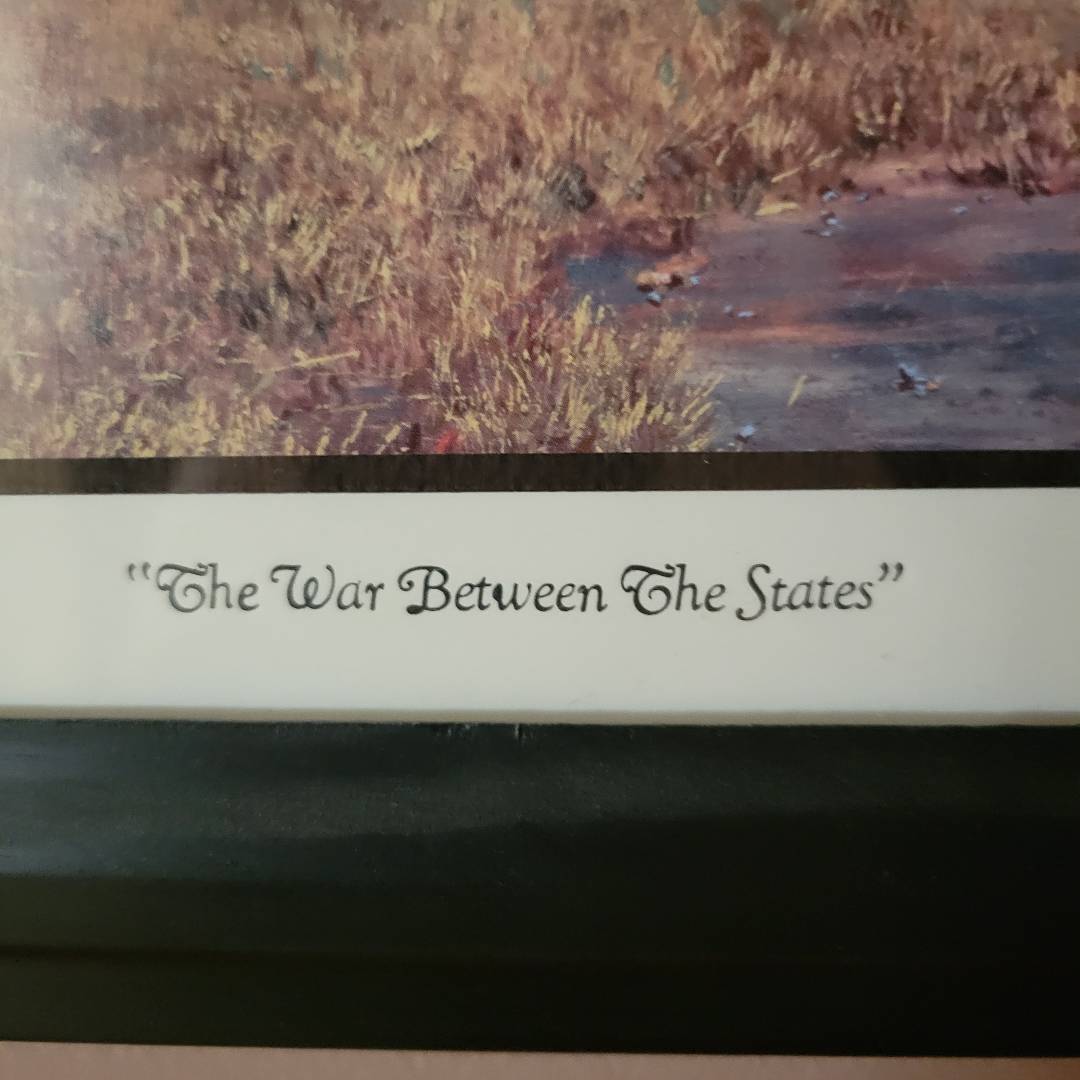 “The War Between The States”